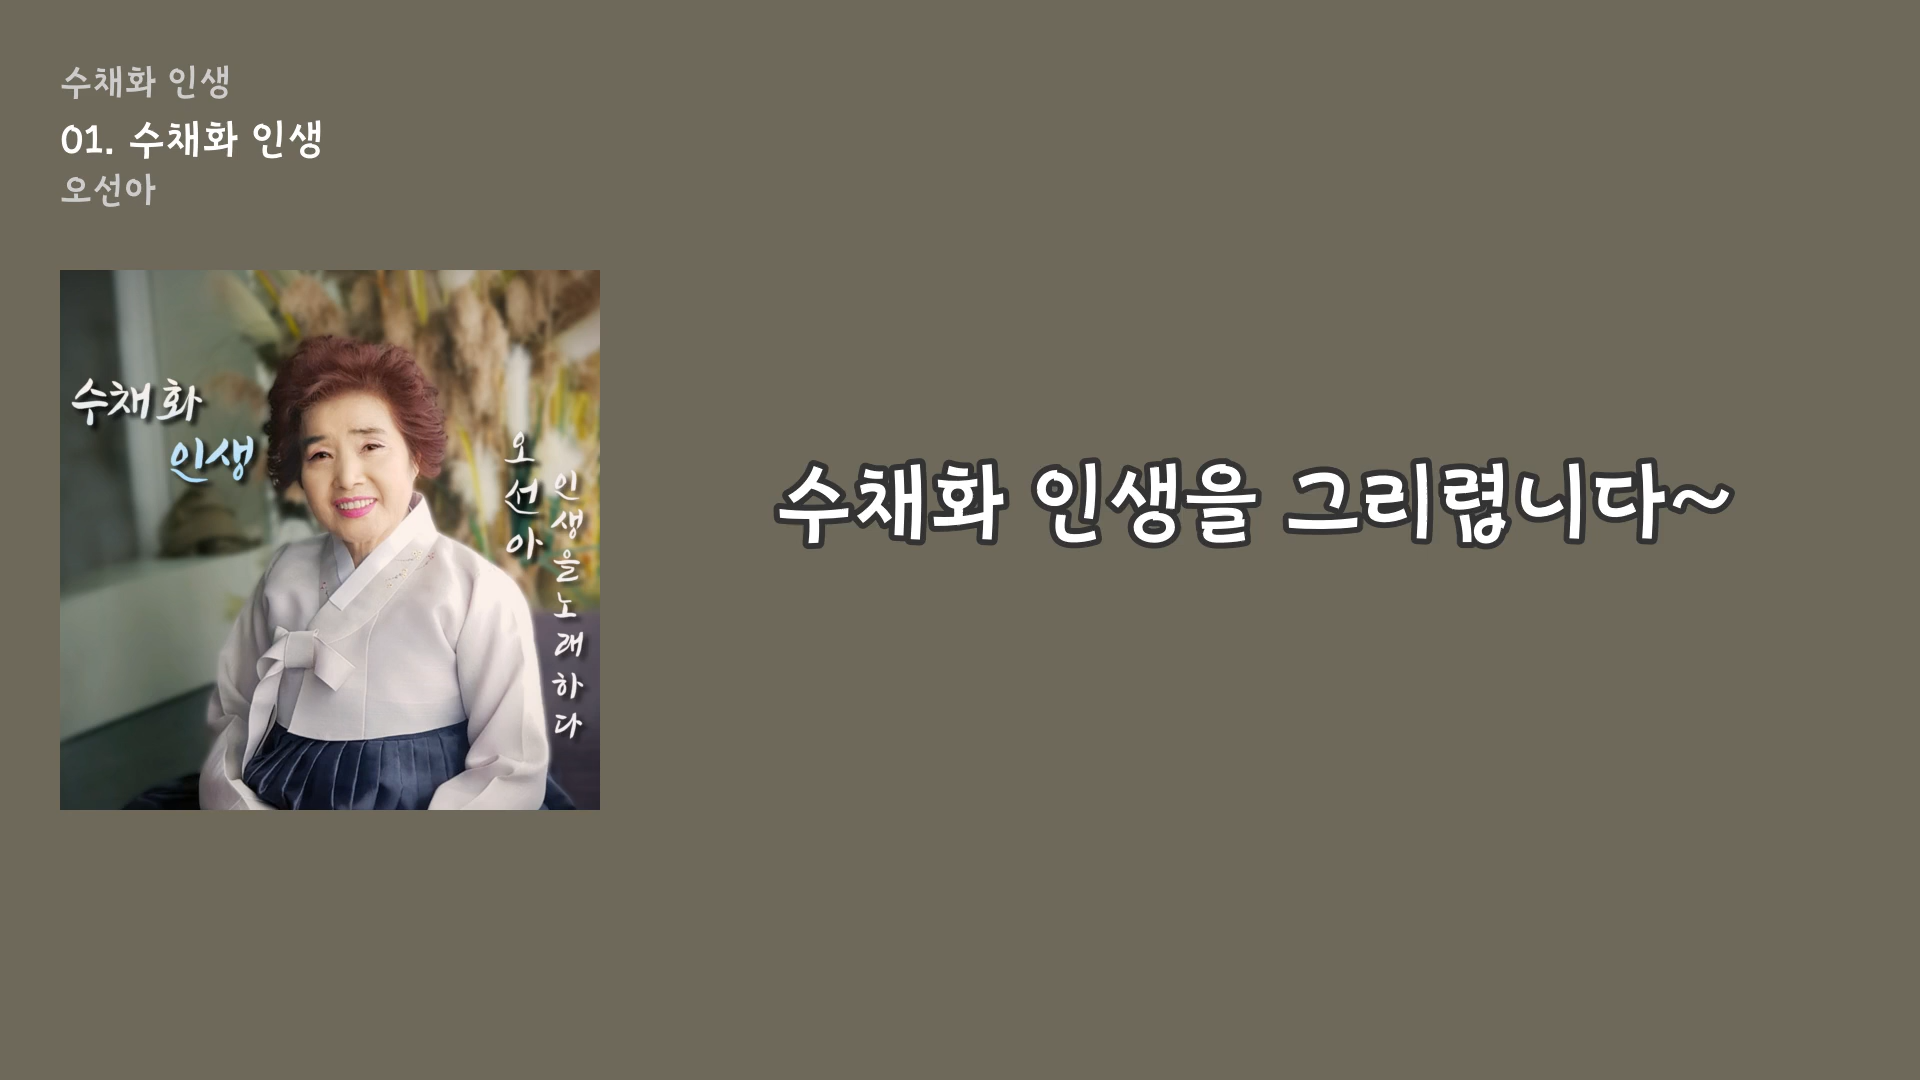 수채화 인생
01. 수채화 인생
오선아
수채화
인생
오선아
인생을노래하다
수채화 인생을 그리렵니다~